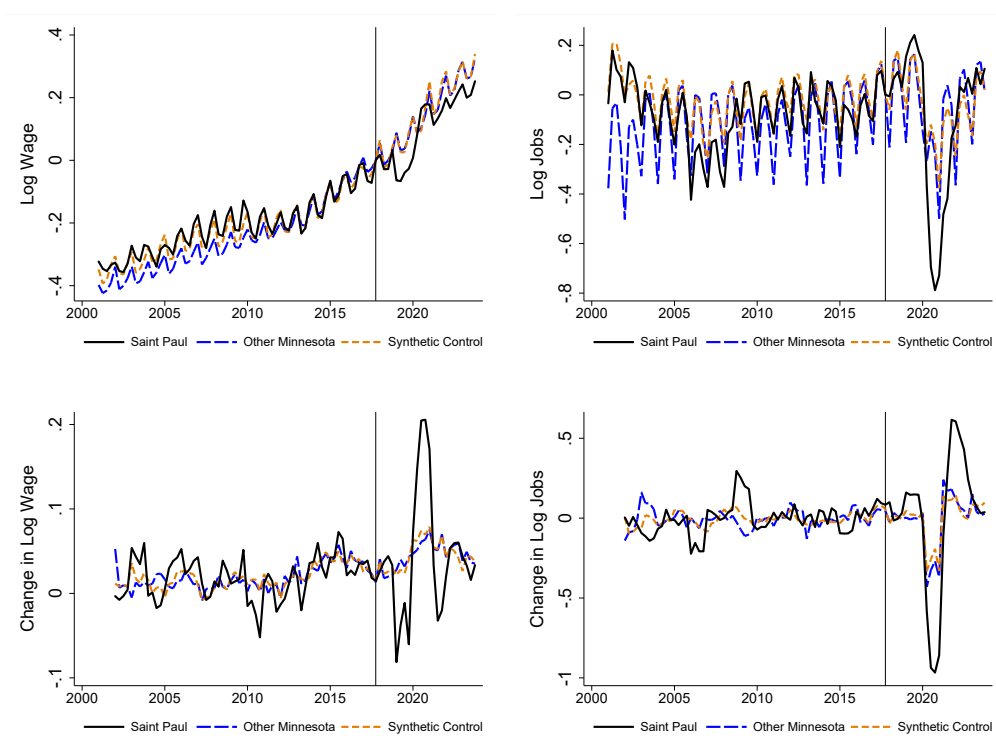 Log Wage
.4
.2
0
-.2
-.4
2000 2005 2010 2015 2020
Saint Paul Other Minnesota Synthetic Control
Log Jobs
.2
0
-.2
-.4
-.6
-.8
2000 2005 2010 2015 2020
Saint Paul Other Minnesota Synthetic Control
Change in Log Wage
.2
.1
0
-.1
2000 2005 2010 2015 2020
Saint Paul Other Minnesota Synthetic Control
Change in Log Jobs
.5
0
-.5
-1
2000 2005 2010 2015 2020
Saint Paul Other Minnesota Synthetic Control